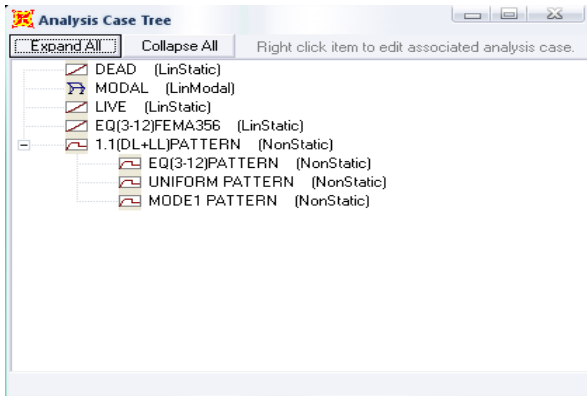 Analysis Case Tree
Expand All Collapse All Right click item to edit associated analysis case.
DEAD (LinStatic)
MODAL (LinModal)
LIVE (LinStatic)
EQ(3-12)FEMA356 (LinStatic)
1.1(DL+LL)PATTERN (NonStatic)
EQ(3-12)PATTERN (NonStatic)
UNIFORM PATTERN (NonStatic)
MODE1 PATTERN (NonStatic)